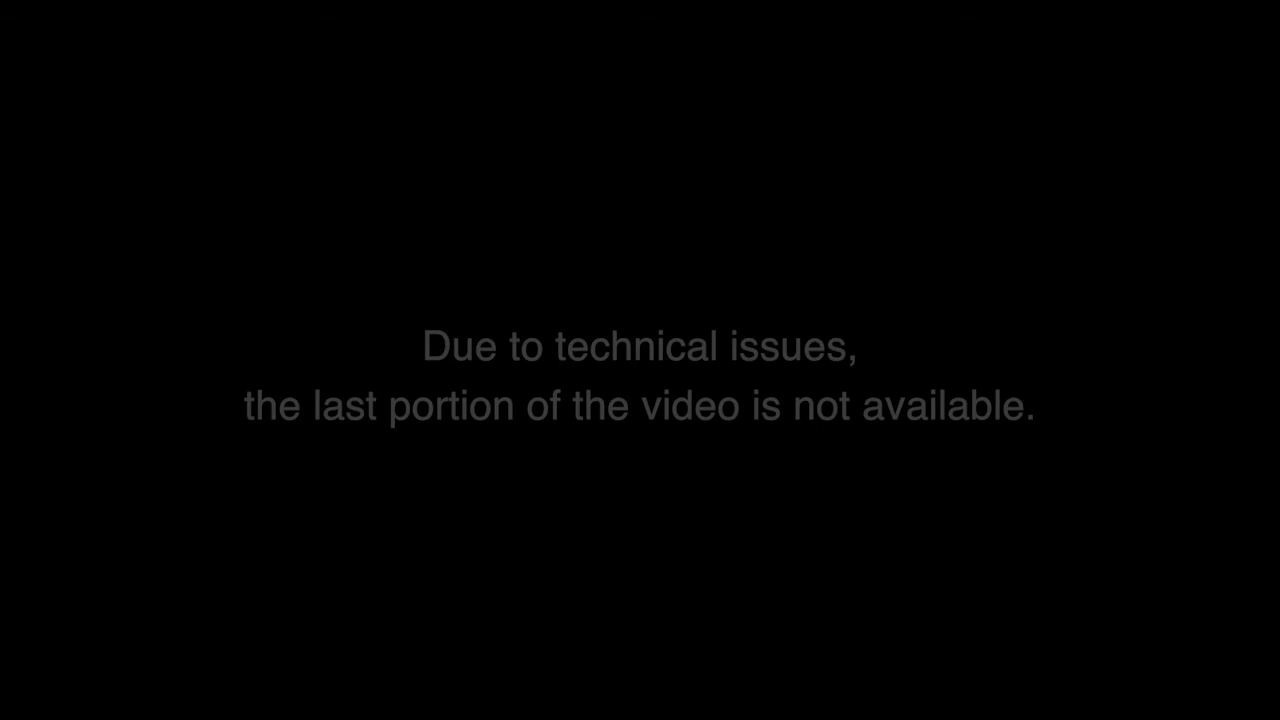 Due to technical issues,
the last portion of the video is not available.